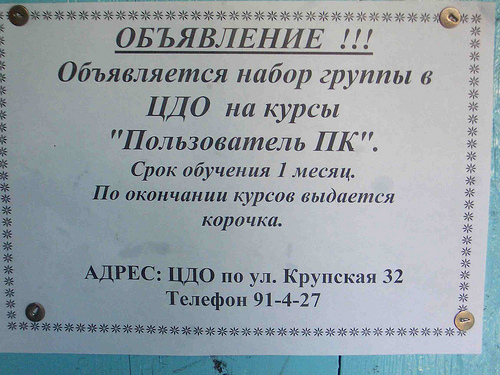 ОБЪЯВЛЕНИЕ !!!
Объявляется набор группы в
ЦДО на курсы
"Пользователь ПК".
Срок обучения 1 месяц.
По окончании курсов выдается
корочка.
АДРЕС: ЦДО по ул. Крупская 32
Телефон 91-4-27